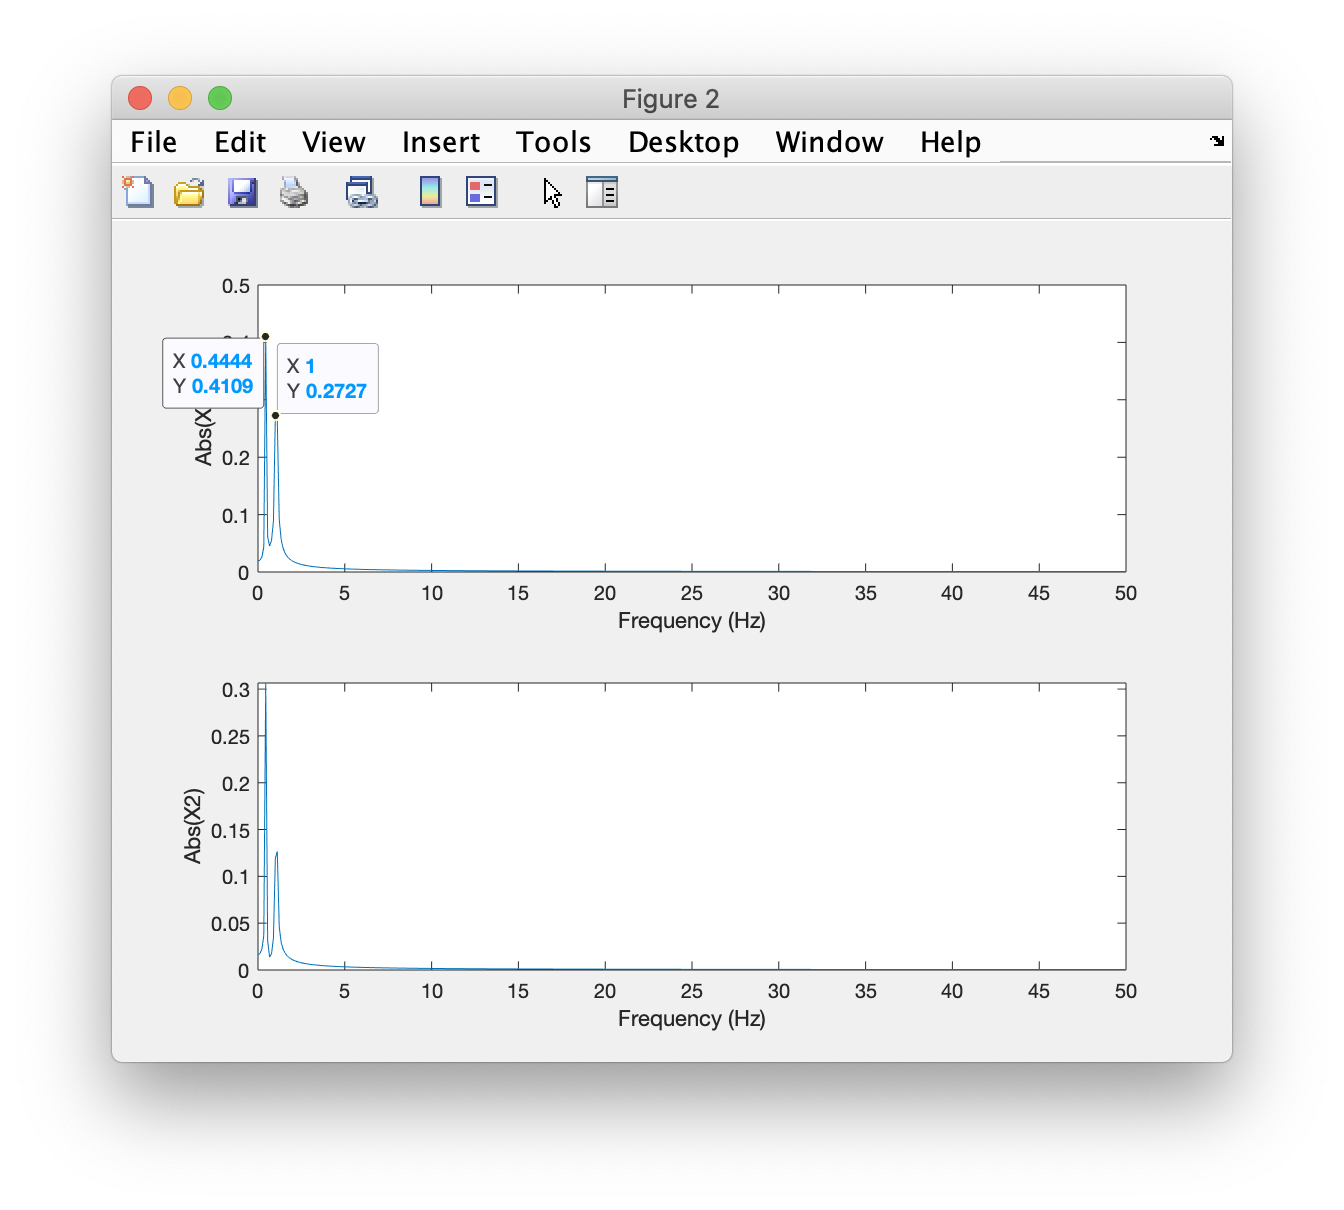 Figure 2
File Edit View Insert Tools Desktop Window Help
0.5
X 0.4444
Y 0.4109
X 1
Y 0.2727
Abs(X
0.2
0.1
0
0 5 10 15 20 25 30 35 40 45 50
Frequency (Hz)
0.3
0.25
0.2
0.15
0.1
0.05
0
Abs(X2)
0 5 10 15 20 25 30 35 40 45 50
Frequency (Hz)